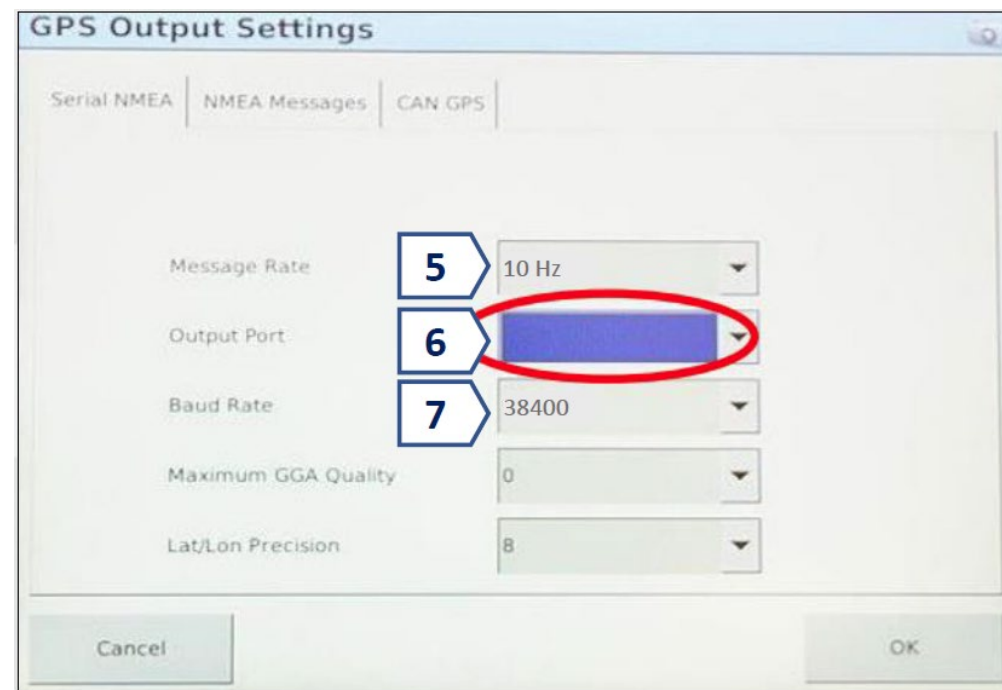 GPS Output Settings
Serial NMEA NMEA Messages CAN GPS
Message Rate 5 10 Hz
Output Port 6
Baud Rate 7 38400
Maximum GGA Quality 0
Lat/Lon Precision 8
Cancel OK